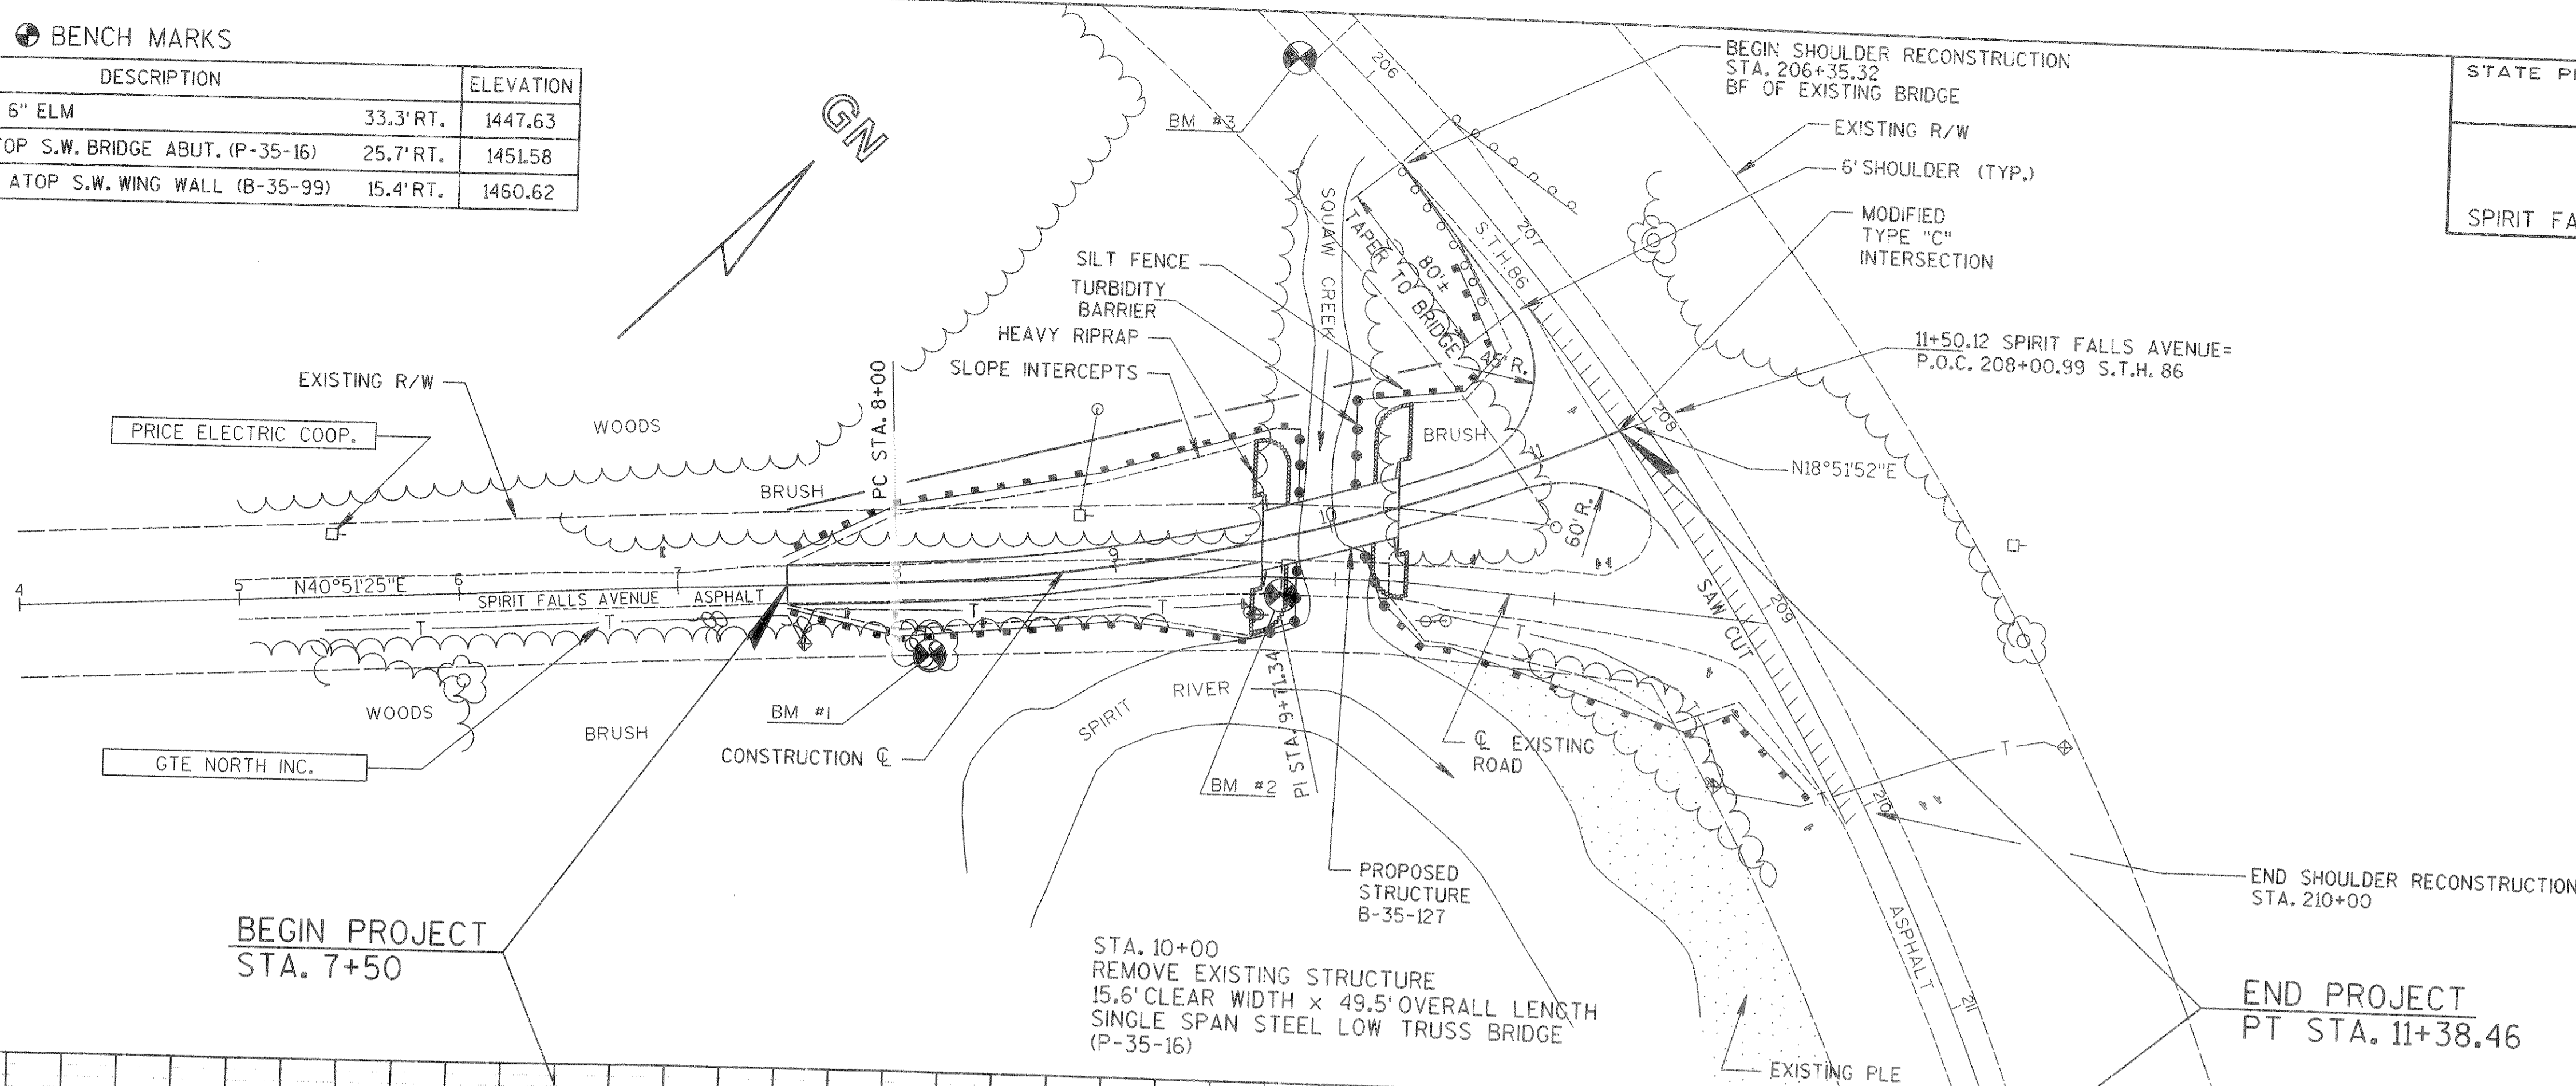 BENCH MARKS
DESCRIPTION ELEVATION
6" ELM 33.3' RT. 1447.63
TOP S.W. BRIDGE ABUT. (P-35-16) 25.7' RT. 1451.58
ATOP S.W. WING WALL (B-35-99) 15.4' RT. 1460.62
GN
BM #3
206
BEGIN SHOULDER RECONSTRUCTION
STA. 206+35.32
BF OF EXISTING BRIDGE
EXISTING R/W
6' SHOULDER (TYP.)
MODIFIED
TYPE "C"
INTERSECTION
STATE P
SPIRIT FA
SQUAW CREEK
TAPER TO BRIDGE
80'±
S.T.H. 86
207
SILT FENCE
TURBIDITY
BARRIER
HEAVY RIPRAP
SLOPE INTERCEPTS
45' R.
11+50.12 SPIRIT FALLS AVENUE=
P.O.C. 208+00.99 S.T.H. 86
208
EXISTING R/W
PRICE ELECTRIC COOP.
WOODS
BRUSH
PC STA. 8+00
BRUSH
11
N18°51'52"E
10
60' R.
4
5
N40°51'25"E
6
7
8
9
SPIRIT FALLS AVENUE
ASPHALT
T
T
T
T
T
T
T
SAW CUT
209
WOODS
BRUSH
BM #1
GTE NORTH INC.
CONSTRUCTION ℄
SPIRIT RIVER
BM #2
PI STA. 9+71.34
℄ EXISTING
ROAD
210
PROPOSED
STRUCTURE
B-35-127
END SHOULDER RECONSTRUCTION
STA. 210+00
ASPHALT
211
BEGIN PROJECT
STA. 7+50
STA. 10+00
REMOVE EXISTING STRUCTURE
15.6' CLEAR WIDTH x 49.5' OVERALL LENGTH
SINGLE SPAN STEEL LOW TRUSS BRIDGE
(P-35-16)
END PROJECT
PT STA. 11+38.46
EXISTING PLE